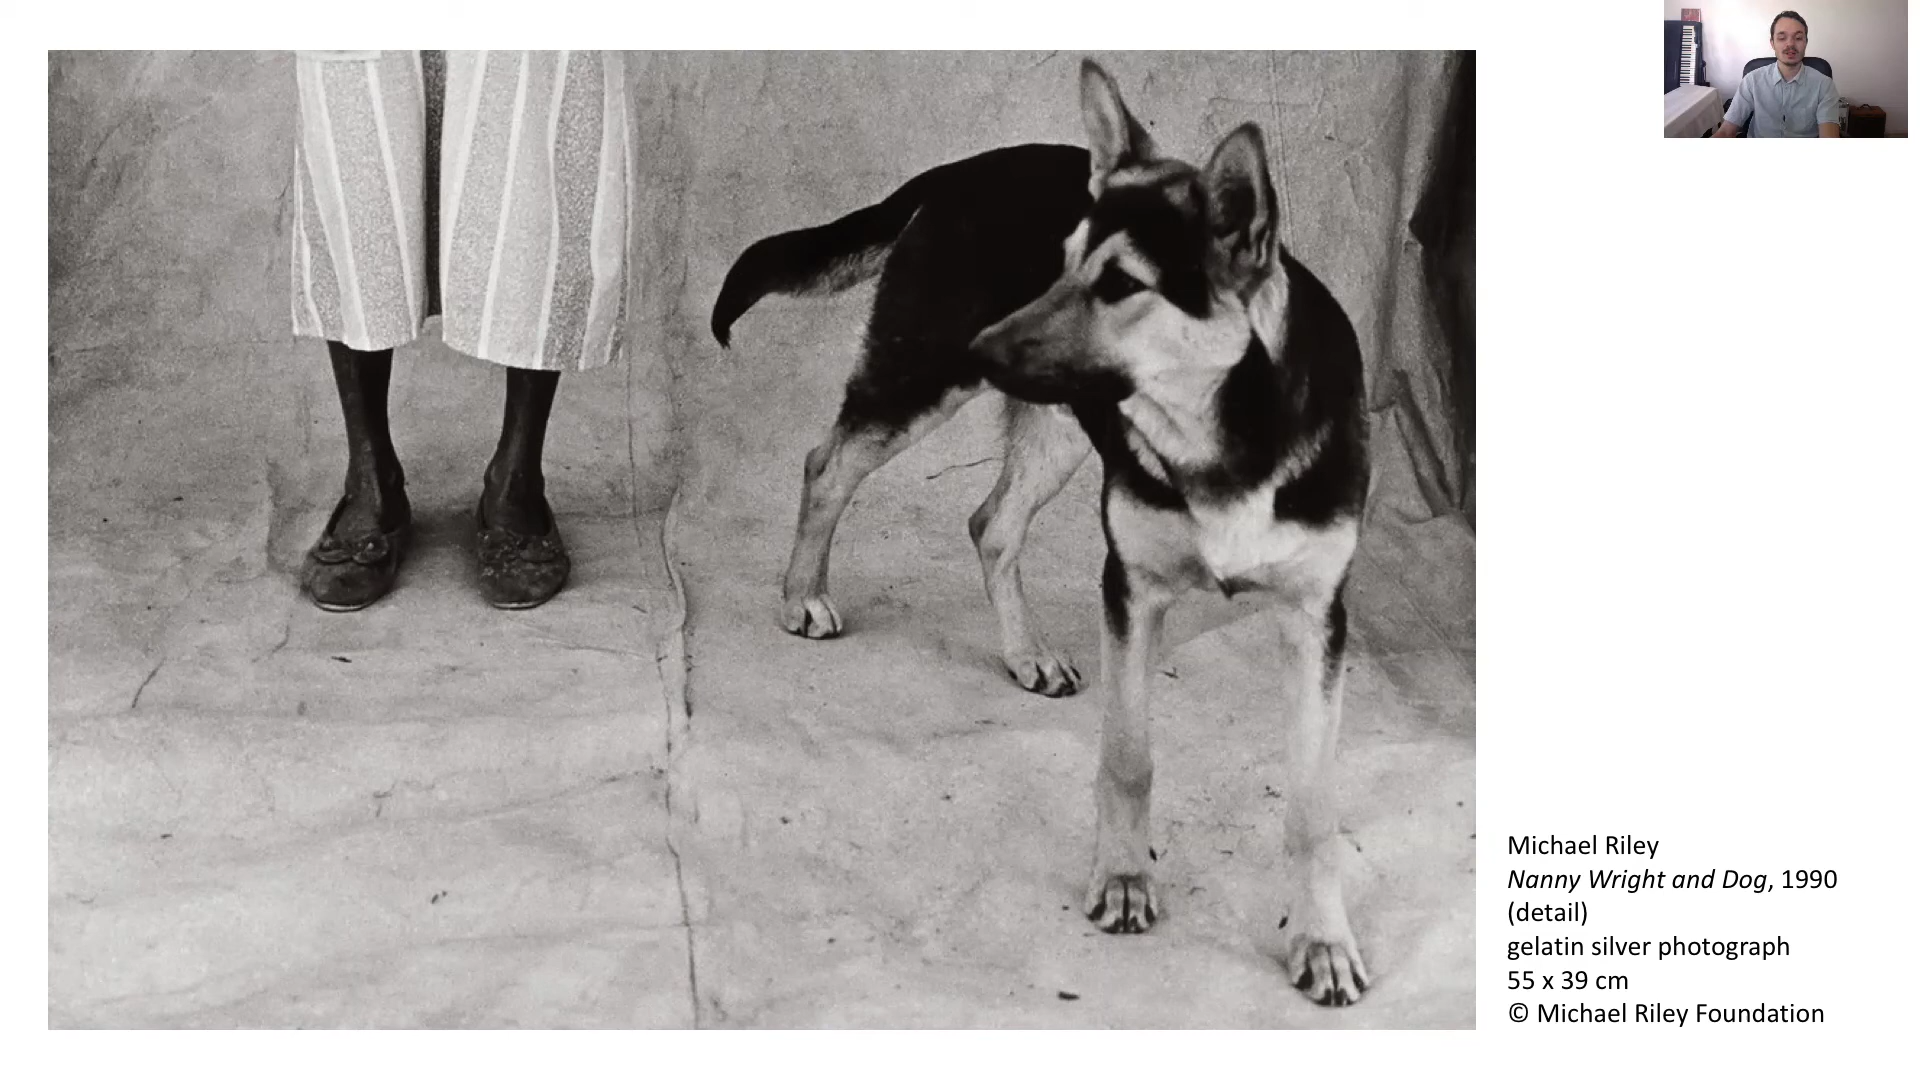 Michael Riley
Nanny Wright and Dog, 1990
(detail)
gelatin silver photograph
55 x 39 cm
© Michael Riley Foundation